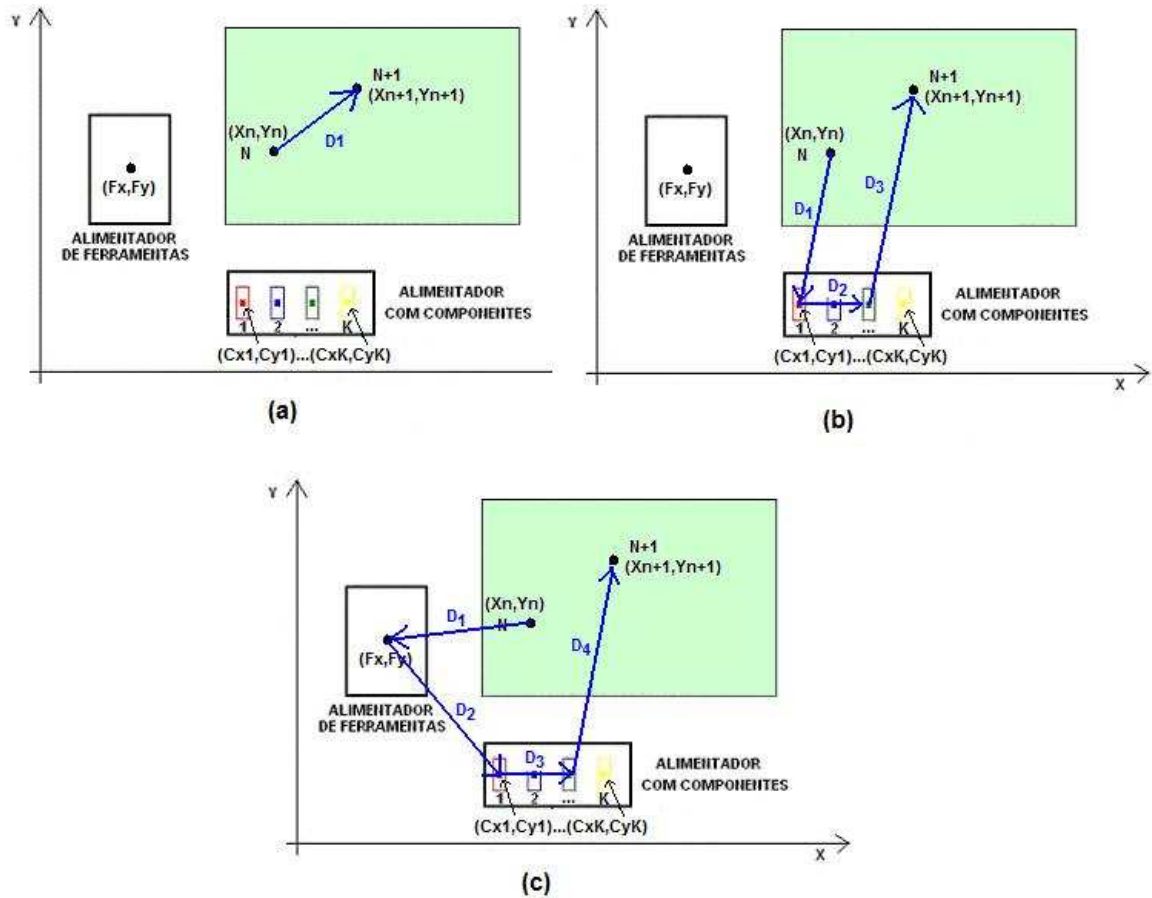 Y
N+1
(Xn+1,Yn+1)
(Xn,Yn)
N
D1
(Fx,Fy)
ALIMENTADOR
DE FERRAMENTAS
ALIMENTADOR
COM COMPONENTES
1 2 ... K
(Cx1,Cy1)...(CxK,CyK)
(a)
Y
N+1
(Xn+1,Yn+1)
(Xn,Yn)
N
D3
D1
(Fx,Fy)
ALIMENTADOR
DE FERRAMENTAS
D2
ALIMENTADOR
COM COMPONENTES
1 2 ... K
(Cx1,Cy1)...(CxK,CyK)
X
(b)
Y
N+1
(Xn+1,Yn+1)
(Xn,Yn)
D1
N
D4
(Fx,Fy)
ALIMENTADOR
DE FERRAMENTAS
D2
D3
ALIMENTADOR
COM COMPONENTES
1 2 ... K
(Cx1,Cy1)...(CxK,CyK)
X
(c)